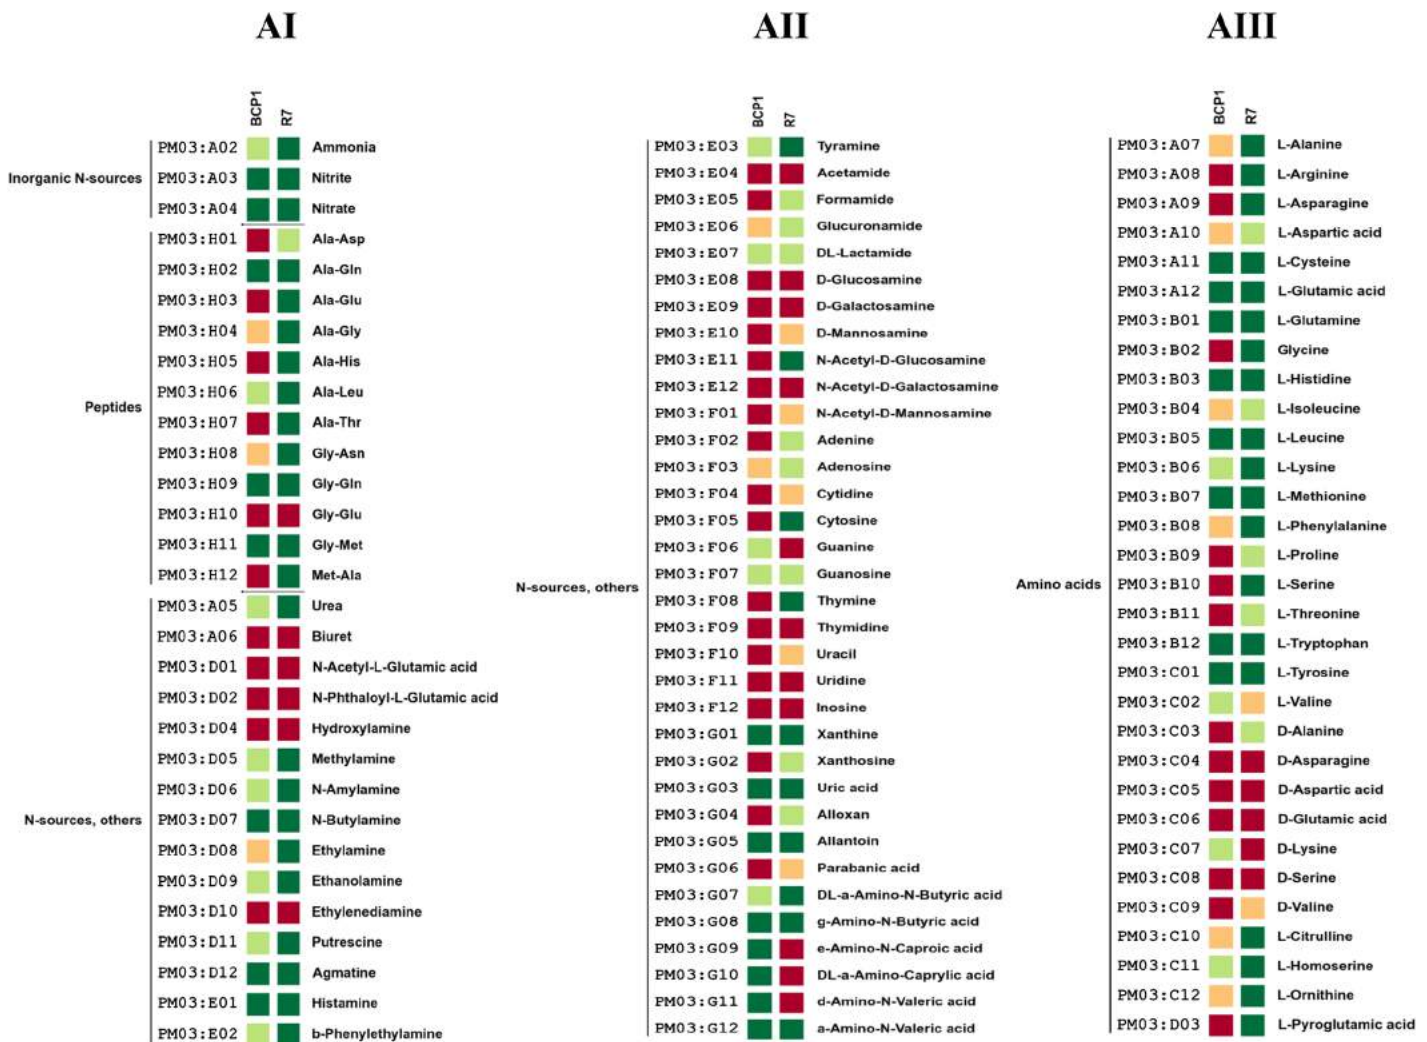 AI
BCP1 R7
Inorganic N-sources
PM03:A02 Ammonia
PM03:A03 Nitrite
PM03:A04 Nitrate
Peptides
PM03:H01 Ala-Asp
PM03:H02 Ala-Gln
PM03:H03 Ala-Glu
PM03:H04 Ala-Gly
PM03:H05 Ala-His
PM03:H06 Ala-Leu
PM03:H07 Ala-Thr
PM03:H08 Gly-Asn
PM03:H09 Gly-Gln
PM03:H10 Gly-Glu
PM03:H11 Gly-Met
PM03:H12 Met-Ala
N-sources, others
PM03:A05 Urea
PM03:A06 Biuret
PM03:D01 N-Acetyl-L-Glutamic acid
PM03:D02 N-Phthaloyl-L-Glutamic acid
PM03:D04 Hydroxylamine
PM03:D05 Methylamine
PM03:D06 N-Amylamine
PM03:D07 N-Butylamine
PM03:D08 Ethylamine
PM03:D09 Ethanolamine
PM03:D10 Ethylenediamine
PM03:D11 Putrescine
PM03:D12 Agmatine
PM03:E01 Histamine
PM03:E02 b-Phenylethylamine
AII
BCP1 R7
N-sources, others
PM03:E03 Tyramine
PM03:E04 Acetamide
PM03:E05 Formamide
PM03:E06 Glucuronamide
PM03:E07 DL-Lactamide
PM03:E08 D-Glucosamine
PM03:E09 D-Galactosamine
PM03:E10 D-Mannosamine
PM03:E11 N-Acetyl-D-Glucosamine
PM03:E12 N-Acetyl-D-Galactosamine
PM03:F01 N-Acetyl-D-Mannosamine
PM03:F02 Adenine
PM03:F03 Adenosine
PM03:F04 Cytidine
PM03:F05 Cytosine
PM03:F06 Guanine
PM03:F07 Guanosine
PM03:F08 Thymine
PM03:F09 Thymidine
PM03:F10 Uracil
PM03:F11 Uridine
PM03:F12 Inosine
PM03:G01 Xanthine
PM03:G02 Xanthosine
PM03:G03 Uric acid
PM03:G04 Alloxan
PM03:G05 Allantoin
PM03:G06 Parabanic acid
PM03:G07 DL-a-Amino-N-Butyric acid
PM03:G08 g-Amino-N-Butyric acid
PM03:G09 e-Amino-N-Caproic acid
PM03:G10 DL-a-Amino-Caprylic acid
PM03:G11 d-Amino-N-Valeric acid
PM03:G12 a-Amino-N-Valeric acid
AIII
BCP1 R7
Amino acids
PM03:A07 L-Alanine
PM03:A08 L-Arginine
PM03:A09 L-Asparagine
PM03:A10 L-Aspartic acid
PM03:A11 L-Cysteine
PM03:A12 L-Glutamic acid
PM03:B01 L-Glutamine
PM03:B02 Glycine
PM03:B03 L-Histidine
PM03:B04 L-Isoleucine
PM03:B05 L-Leucine
PM03:B06 L-Lysine
PM03:B07 L-Methionine
PM03:B08 L-Phenylalanine
PM03:B09 L-Proline
PM03:B10 L-Serine
PM03:B11 L-Threonine
PM03:B12 L-Tryptophan
PM03:C01 L-Tyrosine
PM03:C02 L-Valine
PM03:C03 D-Alanine
PM03:C04 D-Asparagine
PM03:C05 D-Aspartic acid
PM03:C06 D-Glutamic acid
PM03:C07 D-Lysine
PM03:C08 D-Serine
PM03:C09 D-Valine
PM03:C10 L-Citrulline
PM03:C11 L-Homoserine
PM03:C12 L-Ornithine
PM03:D03 L-Pyroglutamic acid